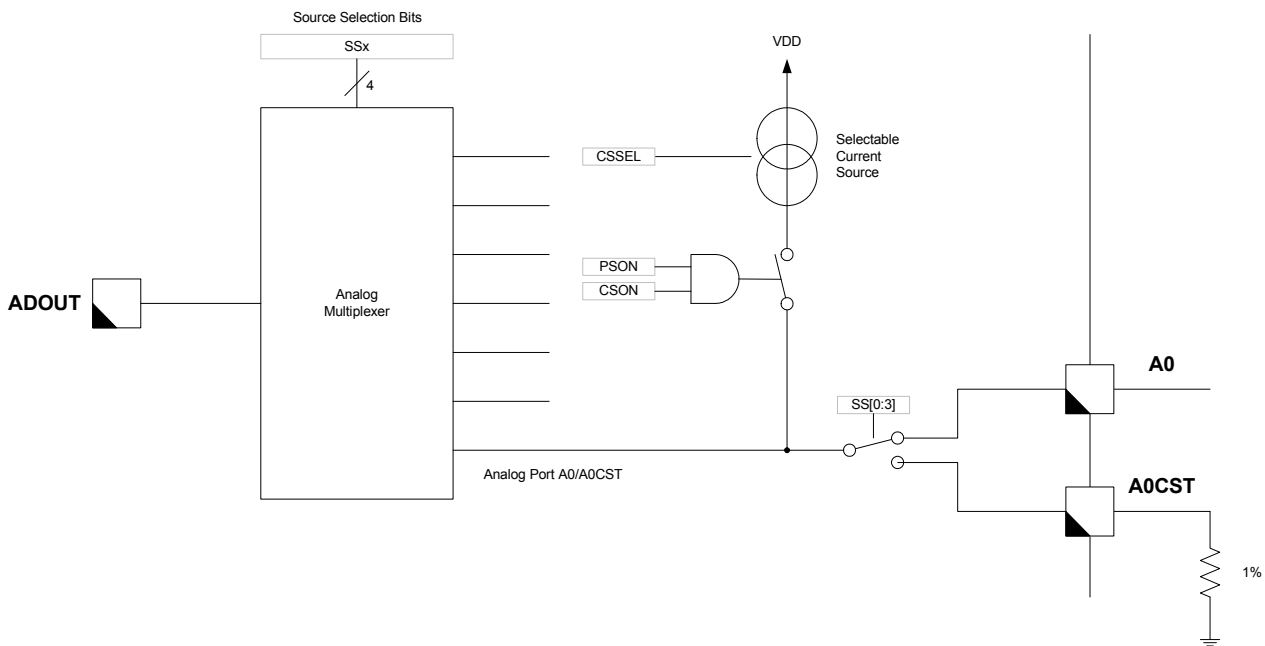 Source Selection Bits
SSx
4
VDD
CSSEL
Selectable
Current
Source
PSON
CSON
ADOUT
Analog
Multiplexer
A0
SS[0:3]
Analog Port A0/A0CST
A0CST
1%